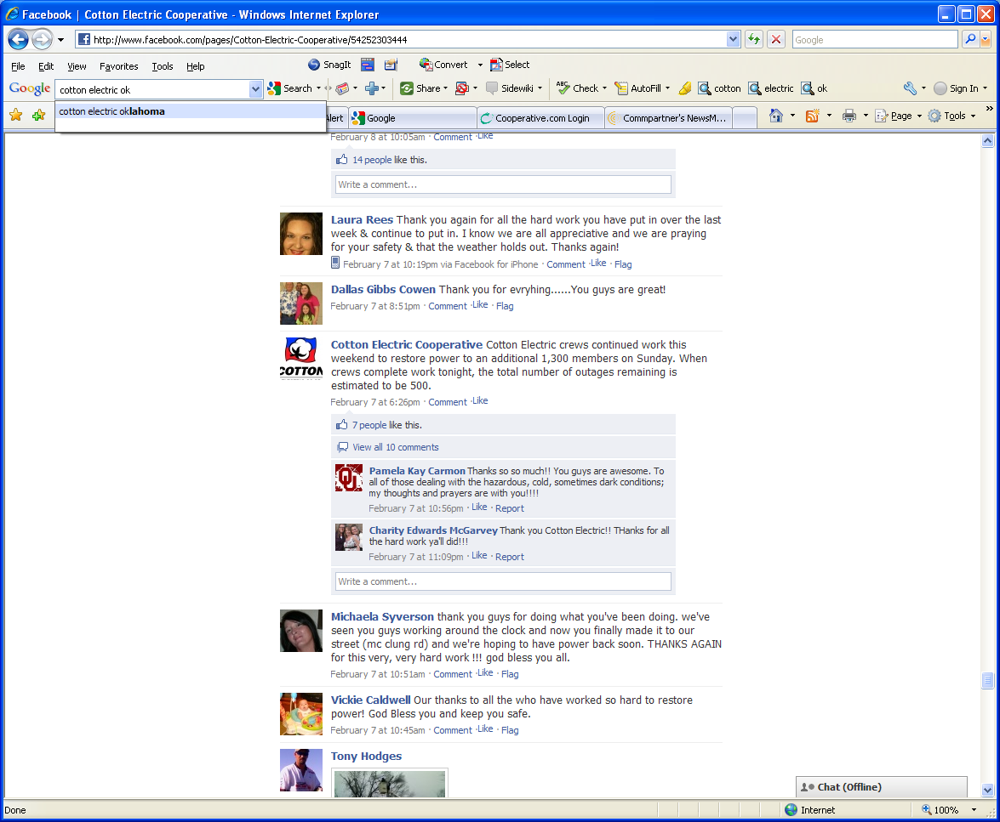 Facebook | Cotton Electric Cooperative - Windows Internet Explorer
http://www.facebook.com/pages/Cotton-Electric-Cooperative/54252303444
Google
File Edit View Favorites Tools Help SnagIt Convert Select
Google cotton electric ok Search Share Sidewiki Check AutoFill cotton electric ok Sign In
cotton electric oklahoma
lert Google Cooperative.com Login Commpartner's NewsM... Page Tools
February 8 at 10:05am · Comment · Like
14 people like this.
Write a comment...
Laura Rees Thank you again for all the hard work you have put in over the last
week & continue to put in. I know we are all appreciative and we are praying
for your safety & that the weather holds out. Thanks again!
February 7 at 10:19pm via Facebook for iPhone · Comment · Like · Flag
Dallas Gibbs Cowen Thank you for evryhing......You guys are great!
February 7 at 8:51pm · Comment · Like · Flag
COTTON
Cotton Electric Cooperative Cotton Electric crews continued work this
weekend to restore power to an additional 1,300 members on Sunday. When
crews complete work tonight, the total number of outages remaining is
estimated to be 500.
February 7 at 6:26pm · Comment · Like
7 people like this.
View all 10 comments
OU
Pamela Kay Carmon Thanks so so much!! You guys are awesome. To
all of those dealing with the hazardous, cold, sometimes dark conditions;
my thoughts and prayers are with you!!!!
February 7 at 10:56pm · Like · Report
Charity Edwards McGarvey Thank you Cotton Electric!! THanks for all
the hard work ya'll did!!!
February 7 at 11:09pm · Like · Report
Write a comment...
Michaela Syverson thank you guys for doing what you've been doing. we've
seen you guys working around the clock and now you finally made it to our
street (mc clung rd) and we're hoping to have power back soon. THANKS AGAIN
for this very, very hard work !!! god bless you all.
February 7 at 10:51am · Comment · Like · Flag
Vickie Caldwell Our thanks to all the who have worked so hard to restore
power! God Bless you and keep you safe.
February 7 at 10:45am · Comment · Like · Flag
Tony Hodges
Chat (Offline)
Done Internet 100%